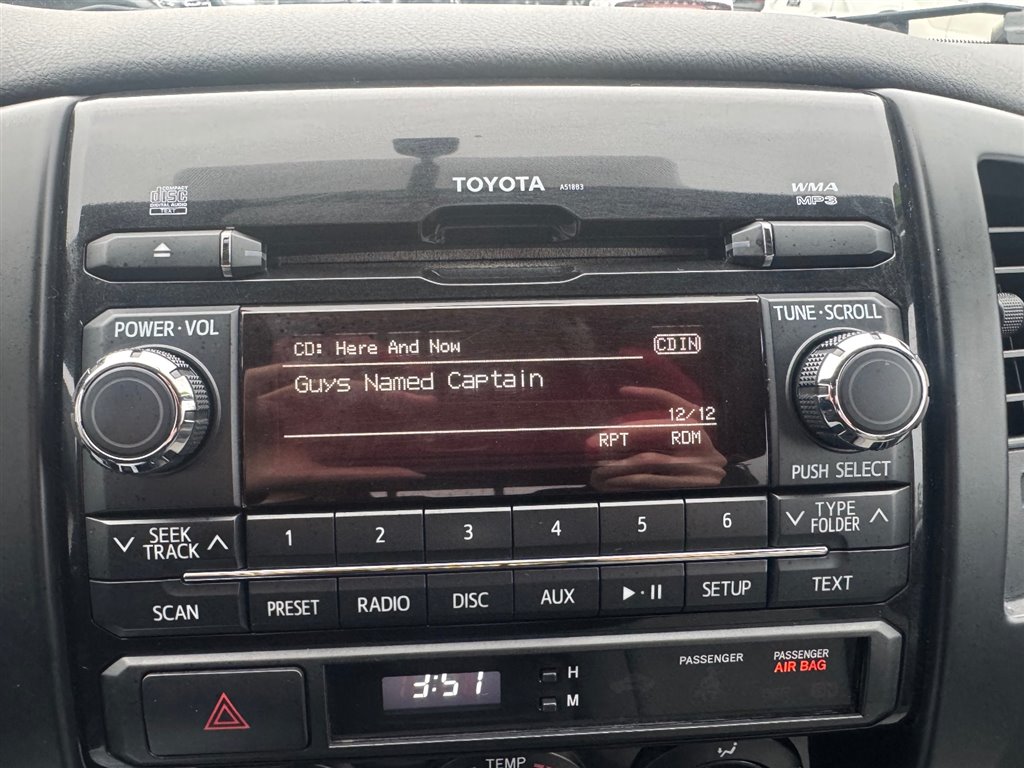 TOYOTA A51883
COMPACT
disc
DIGITAL AUDIO
TEXT
WMA
MP3
POWER·VOL
TUNE·SCROLL
CD: Here And Now
CD IN
Guys Named Captain
12/12
RPT RDM
PUSH SELECT
SEEK
TRACK
1 2 3 4 5 6
TYPE
FOLDER
SCAN PRESET RADIO DISC AUX SETUP TEXT
3:51
H
M
PASSENGER
PASSENGER
AIR BAG
TEMP